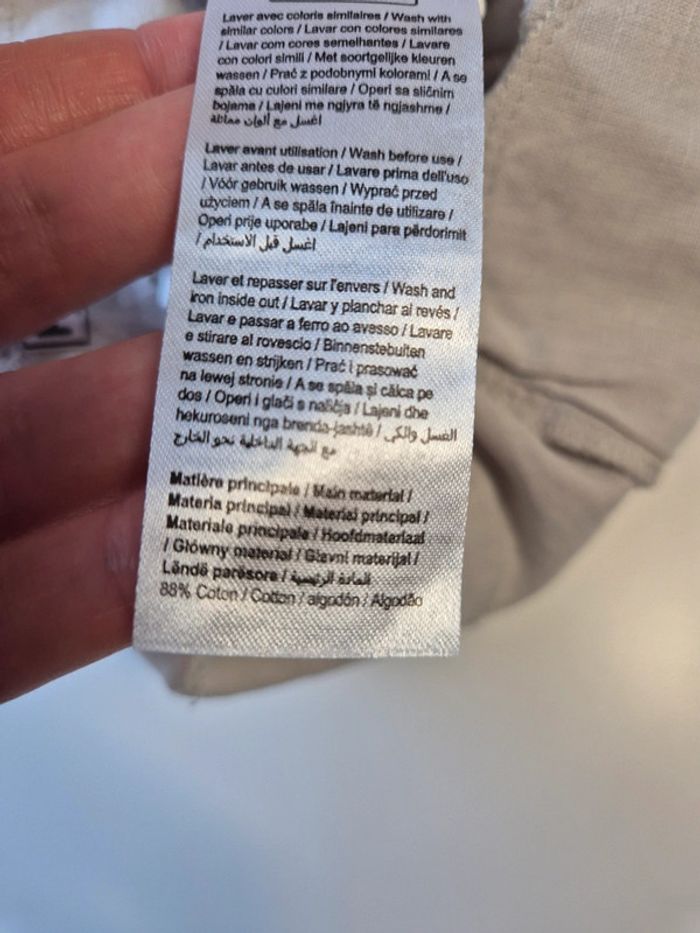 Laver avec coloris similaires / Wash with
similar colors / Lavar con colores similares
/ Lavar com cores semelhantes / Lavare
con colori simili / Met soortgelijke kleuren
wassen / Prać z podobnymi kolorami / A se
spăla cu culori similare / Operi sa sličnim
bojama / Lajeni me ngjyra të ngjashme /
اغسل مع ألوان مماثلة
Laver avant utilisation / Wash before use /
Lavar antes de usar / Lavare prima dell'uso
/ Vóór gebruik wassen / Wyprać przed
użyciem / A se spăla înainte de utilizare /
Operi prije uporabe / Lajeni para përdorimit
/ اغسل قبل الاستخدام
Laver et repasser sur l'envers / Wash and
iron inside out / Lavar y planchar al revés /
Lavar e passar a ferro ao avesso / Lavare
e stirare al rovescio / Binnenstebuiten
wassen en strijken / Prać i prasować
na lewej stronie / A se spăla și călca pe
dos / Operi i glači s naličja / Lajeni dhe
hekuroseni nga brenda-jashtë / الغسل والكي
مع الجهة الداخلية نحو الخارج
Matière principale / Main material /
Materia principal / Material principal /
Materiale principale / Hoofdmateriaal
/ Główny materiał / Glavni materijal /
Lëndë parësore / المادة الرئيسية
88% Coton / Cotton / algodón / Algodão